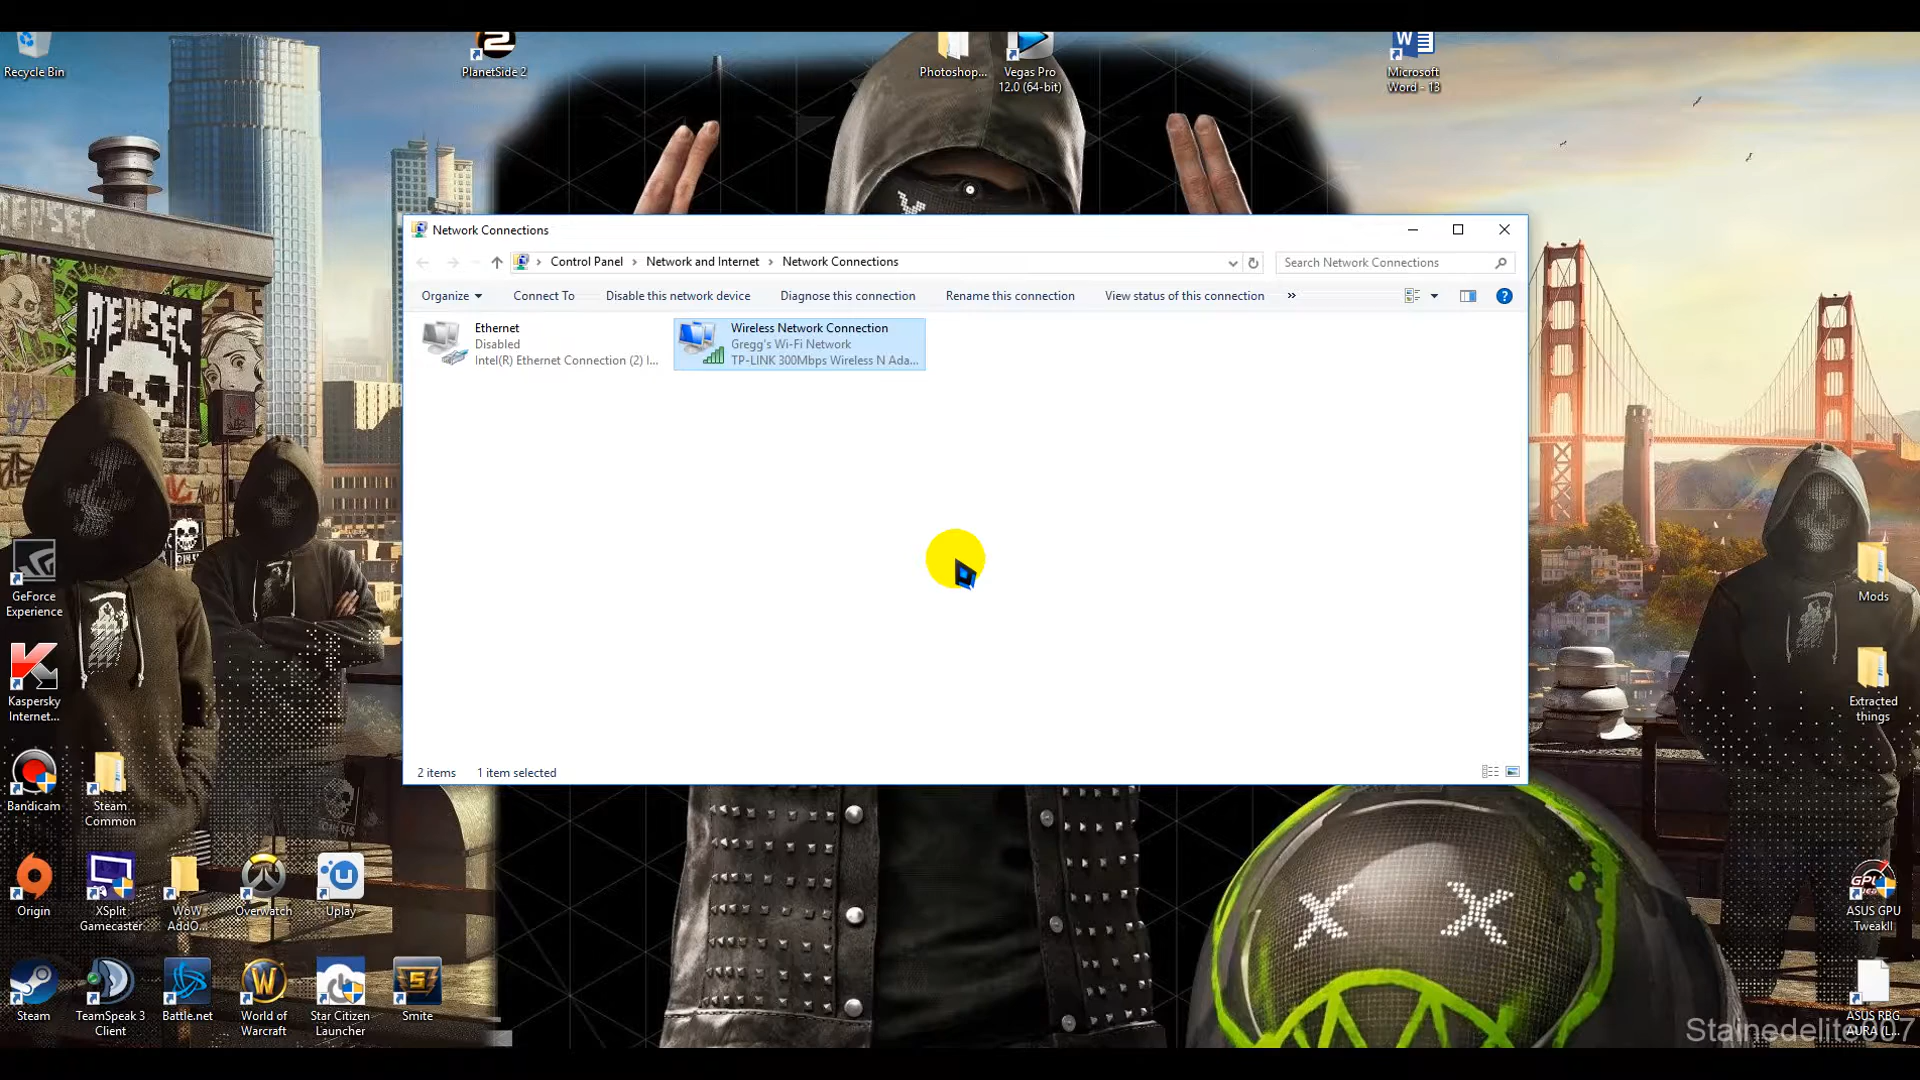 Recycle Bin
PlanetSide 2
Photoshop...
Vegas Pro
12.0 (64-bit)
Microsoft
Word - 13
DEDSEC
Network Connections
Control Panel
Network and Internet
Network Connections
Search Network Connections
Organize
Connect To
Disable this network device
Diagnose this connection
Rename this connection
View status of this connection
»
Ethernet
Disabled
Intel(R) Ethernet Connection (2) I...
Wireless Network Connection
Gregg's Wi-Fi Network
TP-LINK 300Mbps Wireless N Ada...
2 items
1 item selected
GeForce
Experience
Mods
Kaspersky
Internet...
Extracted
things
Bandicam
Steam
Common
Origin
XSplit
Gamecaster
WoW
AddO...
Overwatch
Uplay
ASUS GPU
TweakII
Steam
TeamSpeak 3
Client
Battle.net
World of
Warcraft
Star Citizen
Launcher
Smite
ASUS RBG
AURA (L...